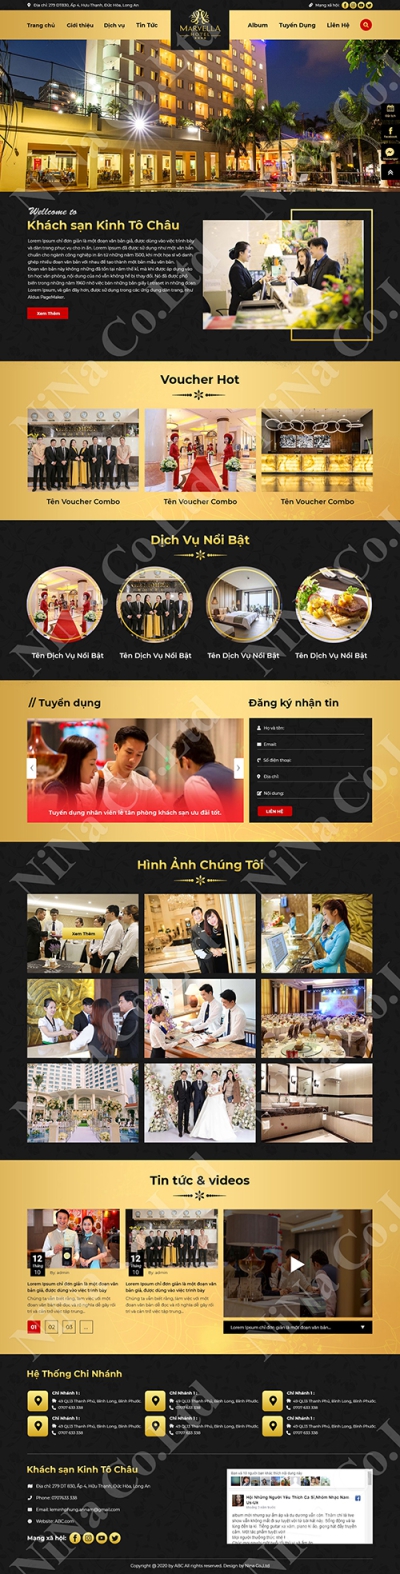 Địa chỉ: 279 DT830, Ấp 4, Hựu Thạnh, Đức Hòa, Long An
Mạng xã hội:
Trang chủ Giới thiệu Dịch vụ Tin Tức
MARVELLA
HOTEL
Album Tuyển Dụng Liên Hệ
Facebook
Wellcome to
Khách sạn Kinh Tô Châu
Lorem Ipsum chỉ đơn giản là một đoạn văn bản giả, được dùng vào việc trình bày
và dàn trang phục vụ cho in ấn. Lorem Ipsum đã được sử dụng như một văn bản
chuẩn cho ngành công nghiệp in ấn từ những năm 1500, khi một họa sĩ vô danh
ghép nhiều đoạn văn bản với nhau để tạo thành một bản mẫu văn bản.
Đoạn văn bản này không những đã tồn tại năm thế kỉ, mà khi được áp dụng vào
tin học văn phòng, nội dung của nó vẫn không hề bị thay đổi. Nó đã được phổ
biến trong những năm 1960 nhờ việc bán những bản giấy Letraset in những đoạn
Lorem Ipsum, và gần đây hơn, được sử dụng trong các ứng dụng dàn trang, như
Aldus PageMaker.
Xem Thêm
Voucher Hot
Tên Voucher Combo
Tên Voucher Combo
Tên Voucher Combo
Dịch Vụ Nổi Bật
Tên Dịch Vụ Nổi Bật
Tên Dịch Vụ Nổi Bật
Tên Dịch Vụ Nổi Bật
Tên Dịch Vụ Nổi Bật
// Tuyển dụng
Tuyển dụng nhân viên lễ tân phòng khách sạn ưu đãi tốt.
Đăng ký nhận tin
Họ và tên:
Email:
Số điện thoại:
Địa chỉ:
Nội dung:
LIÊN HỆ
Hình Ảnh Chúng Tôi
Xem Thêm
Tin tức & videos
12
Tháng
10
By: admin
Lorem Ipsum chỉ đơn giản là một đoạn văn
bản giả, được dùng vào việc trình bày
Chúng ta vẫn biết rằng, làm việc với một
đoạn văn bản dễ đọc và rõ nghĩa dễ gây rối
trí và cản trở việc tập trung...
12
Tháng
10
By: admin
Lorem Ipsum chỉ đơn giản là một đoạn văn
bản giả, được dùng vào việc trình bày
Chúng ta vẫn biết rằng, làm việc với một
đoạn văn bản dễ đọc và rõ nghĩa dễ gây rối
trí và cản trở việc tập trung...
01 02 03 ...
Lorem Ipsum chỉ đơn giản là một đoạn văn bản...
Hệ Thống Chi Nhánh
Chi Nhánh 1 :
49 QL13 Thanh Phú, Bình Long, Bình Phước
0707 633 338
Chi Nhánh 1 :
49 QL13 Thanh Phú, Bình Long, Bình Phước
0707 633 338
Chi Nhánh 1 :
49 QL13 Thanh Phú, Bình Long, Bình Phước
0707 633 338
Chi Nhánh 1 :
49 QL13 Thanh Phú, Bình Long, Bình Phước
0707 633 338
Chi Nhánh 1 :
49 QL13 Thanh Phú, Bình Long, Bình Phước
0707 633 338
Chi Nhánh 1 :
49 QL13 Thanh Phú, Bình Long, Bình Phước
0707 633 338
Khách sạn Kinh Tô Châu
Địa chỉ: 279 DT 830, Ấp 4, Hựu Thạnh, Đức Hòa, Long An
Phone: 0707.633 338
Website: ABC.com
Mạng xã hội:
Hội Những Người Yêu Thích Ca Sĩ,Nhóm Nhạc Hàn
Us-Uk
Copyright @ 2020 by ABC All rights reserved. Design by Nina Co.,Ltd
NiNa Co.Ltd